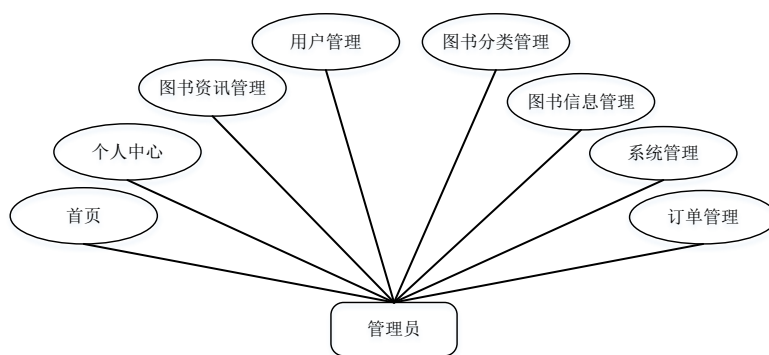 用户管理
图书分类管理
图书资讯管理
图书信息管理
个人中心
系统管理
首页
订单管理
管理员